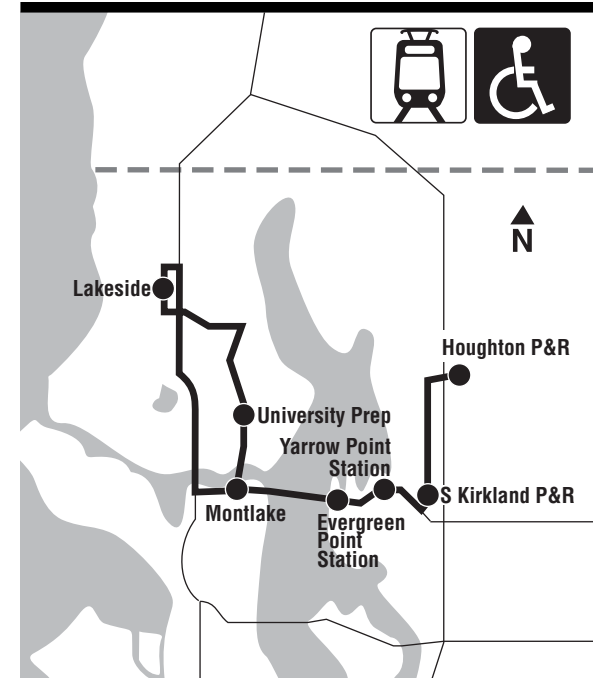 N
Lakeside
Houghton P&R
University Prep
Yarrow Point
Station
S Kirkland P&R
Montlake
Evergreen
Point
Station